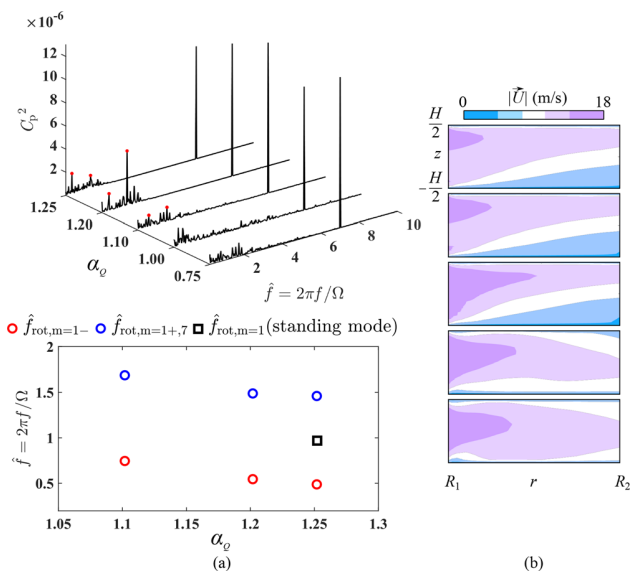 ×10⁻⁶
12
10
8
6
4
2
C_p²
1.25
1.20
1.10
1.00
0.75
α_Q
2
4
6
8
10
f̂ = 2πf/Ω
f̂_rot,m=1− f̂_rot,m=1+,7 f̂_rot,m=1(standing mode)
2
1.5
1
0.5
f̂ = 2πf/Ω
1.05 1.1 1.15 1.2 1.25 1.3
α_Q
(a)
|U⃗| (m/s)
0 18
H/2
z
−H/2
R₁ r R₂
(b)